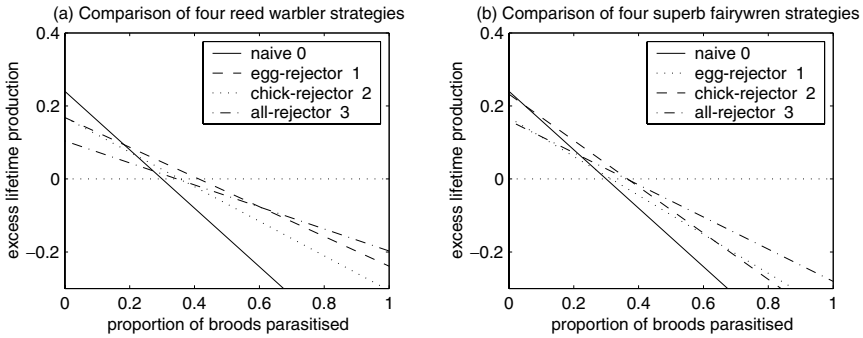 (a) Comparison of four reed warbler strategies
0.4
0.2
0
−0.2
excess lifetime production
naive 0
egg-rejector 1
chick-rejector 2
all-rejector 3
0 0.2 0.4 0.6 0.8 1
proportion of broods parasitised
(b) Comparison of four superb fairywren strategies
0.4
0.2
0
−0.2
excess lifetime production
naive 0
egg-rejector 1
chick-rejector 2
all-rejector 3
0 0.2 0.4 0.6 0.8 1
proportion of broods parasitised